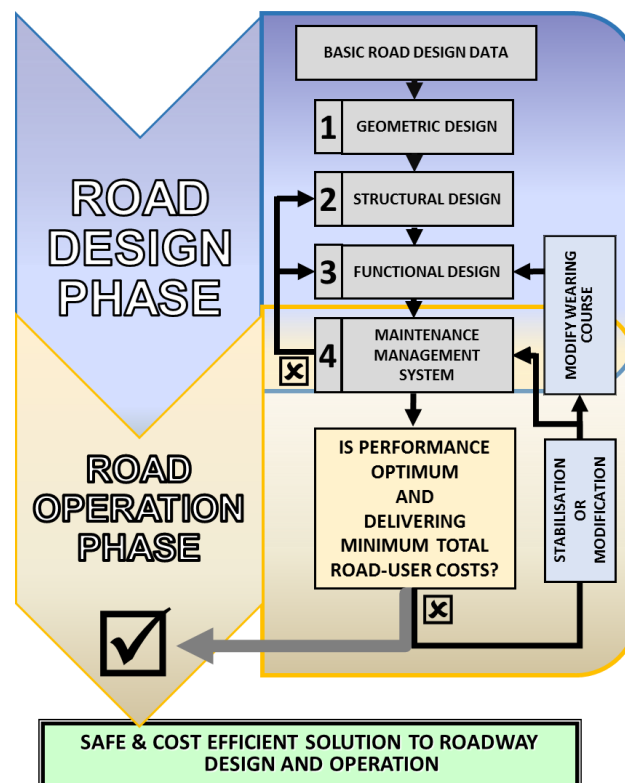 BASIC ROAD DESIGN DATA
1
GEOMETRIC DESIGN
2
STRUCTURAL DESIGN
3
FUNCTIONAL DESIGN
4
MAINTENANCE
MANAGEMENT
SYSTEM
MODIFY WEARING
COURSE
ROAD
DESIGN
PHASE
ROAD
OPERATION
PHASE
IS PERFORMANCE
OPTIMUM
AND
DELIVERING
MINIMUM TOTAL
ROAD-USER COSTS?
STABILISATION
OR
MODIFICATION
SAFE & COST EFFICIENT SOLUTION TO ROADWAY
DESIGN AND OPERATION